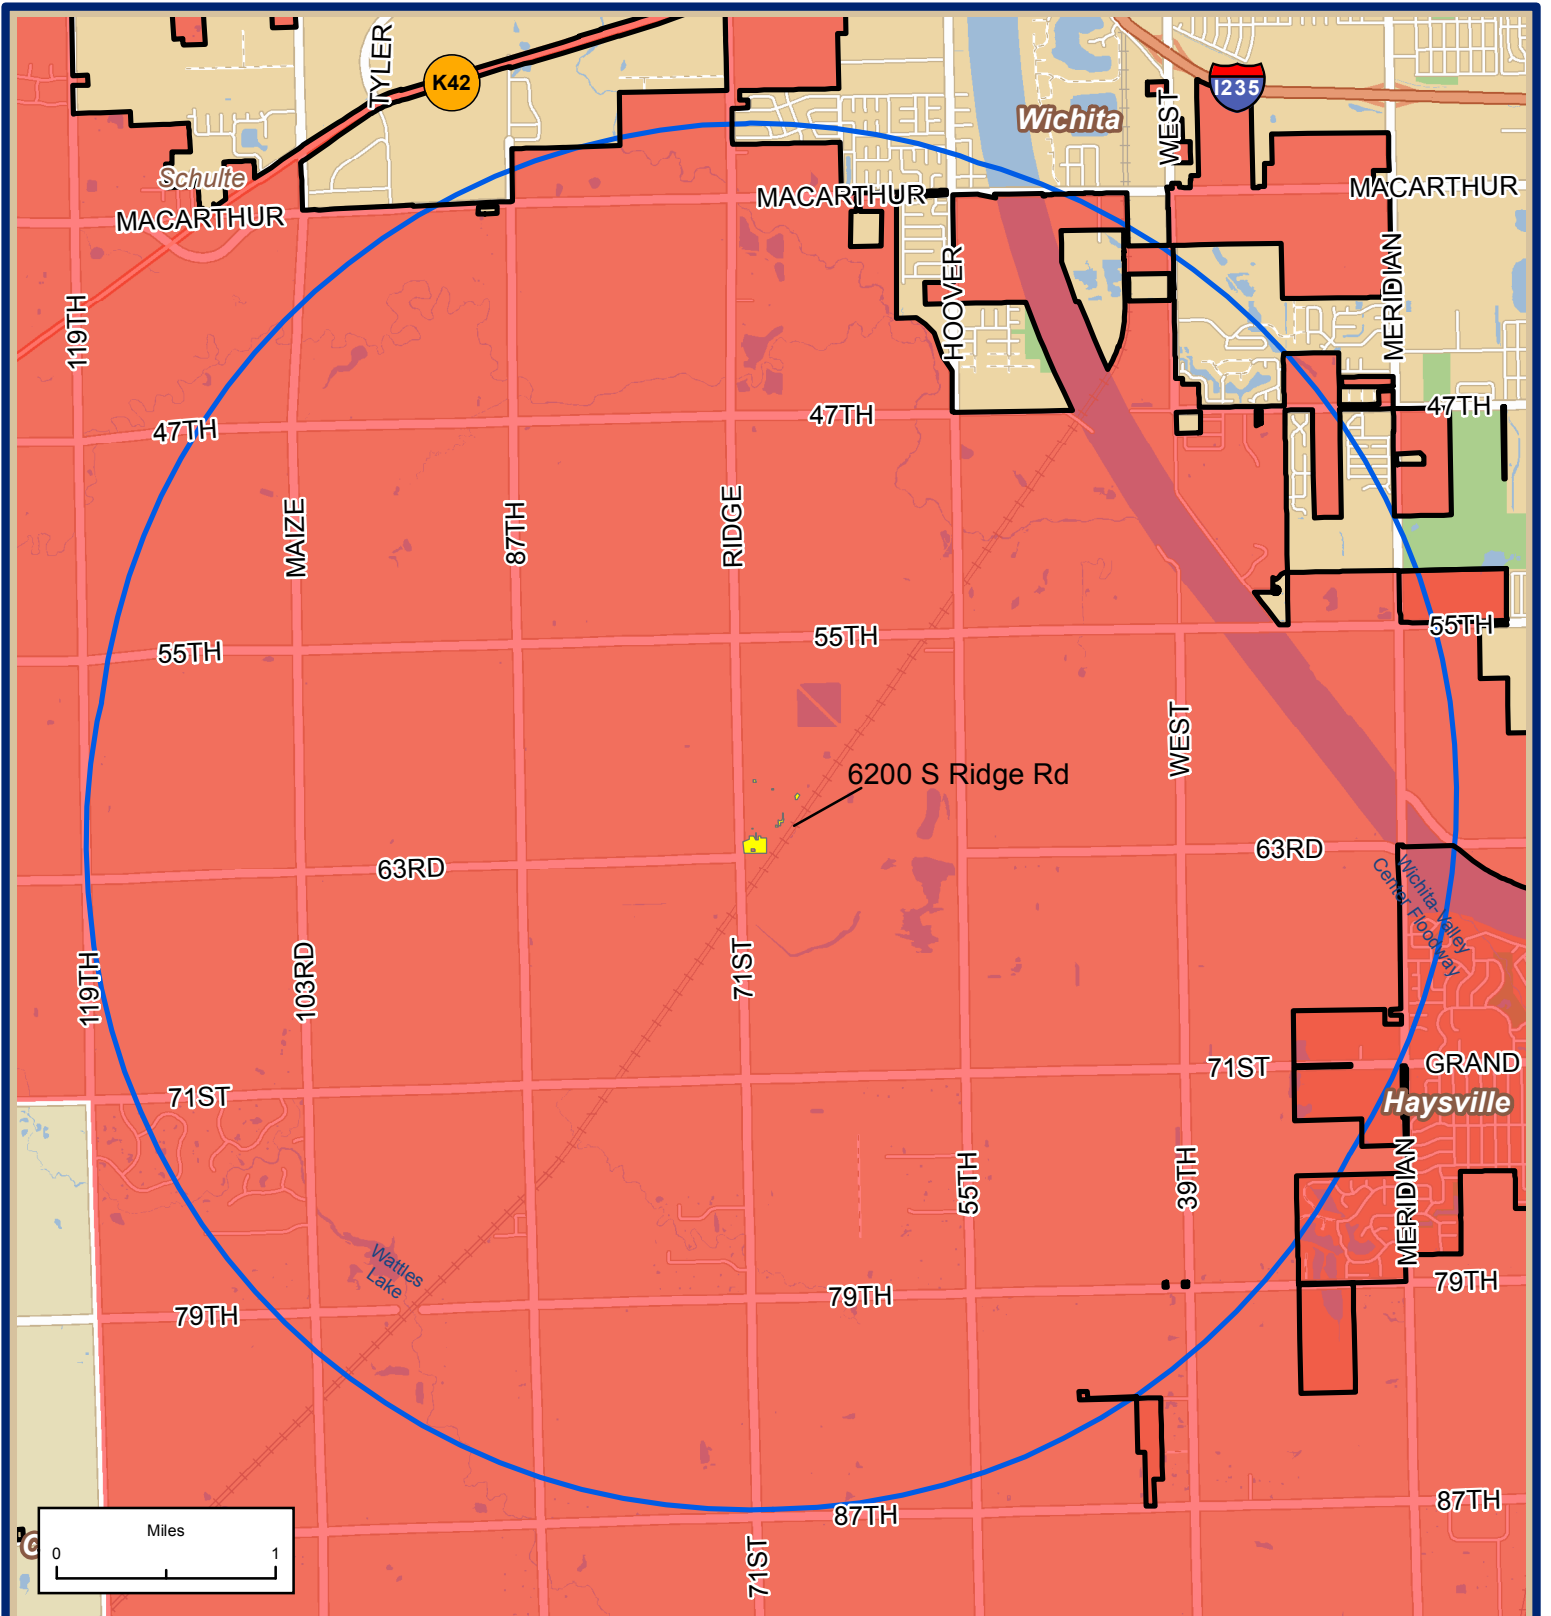 TYLER
K42
I235
Wichita
WEST
Schulte
MACARTHUR
MACARTHUR
MACARTHUR
119TH
HOOVER
MERIDIAN
47TH
47TH
47TH
MAIZE
87TH
RIDGE
55TH
55TH
55TH
WEST
6200 S Ridge Rd
63RD
63RD
Wichita-Valley
Center Floodway
119TH
103RD
71ST
71ST
71ST
GRAND
Haysville
55TH
39TH
MERIDIAN
Wattles
Lake
79TH
79TH
79TH
87TH
87TH
71ST
C
Miles
0
1